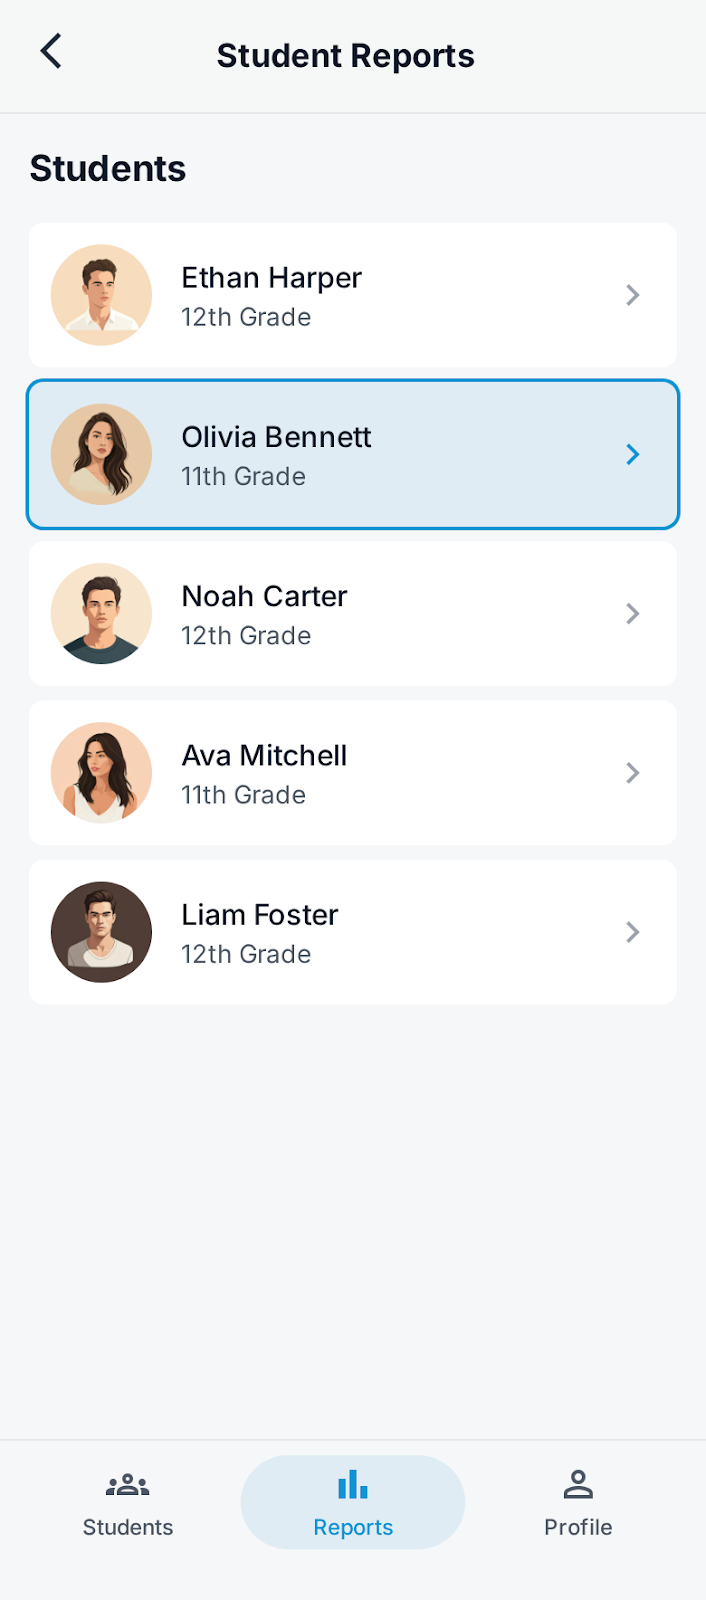 Student Reports
Students
Ethan Harper
12th Grade
Olivia Bennett
11th Grade
Noah Carter
12th Grade
Ava Mitchell
11th Grade
Liam Foster
12th Grade
Students
Reports
Profile